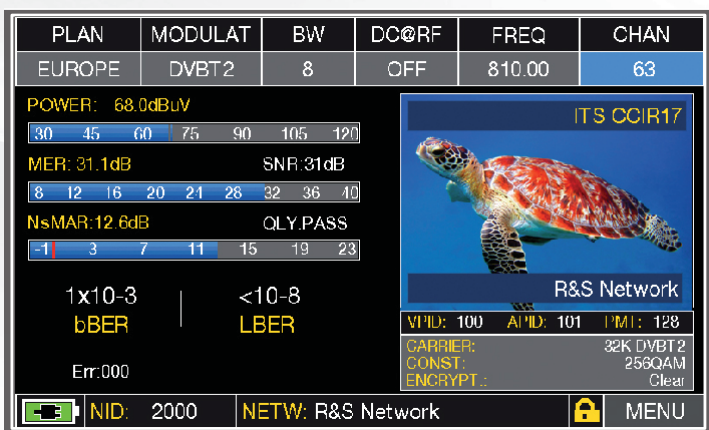 PLAN MODULAT BW DC@RF FREQ CHAN
EUROPE DVBT2 8 OFF 810.00 63
POWER: 68.0dBuV
30 45 60 75 90 105 120
MER: 31.1dB SNR:31dB
8 12 16 20 24 28 32 36 40
NsMAR:12.6dB QLY.PASS
-1 3 7 11 15 19 23
1x10-3 <10-8
bBER LBER
Err:000
ITS CCIR17
R&S Network
VPID: 100 APID: 101 PMT: 128
CARRIER: 32K DVBT2
CONST: 256QAM
ENCRYPT.: Clear
NID: 2000 NETW: R&S Network MENU